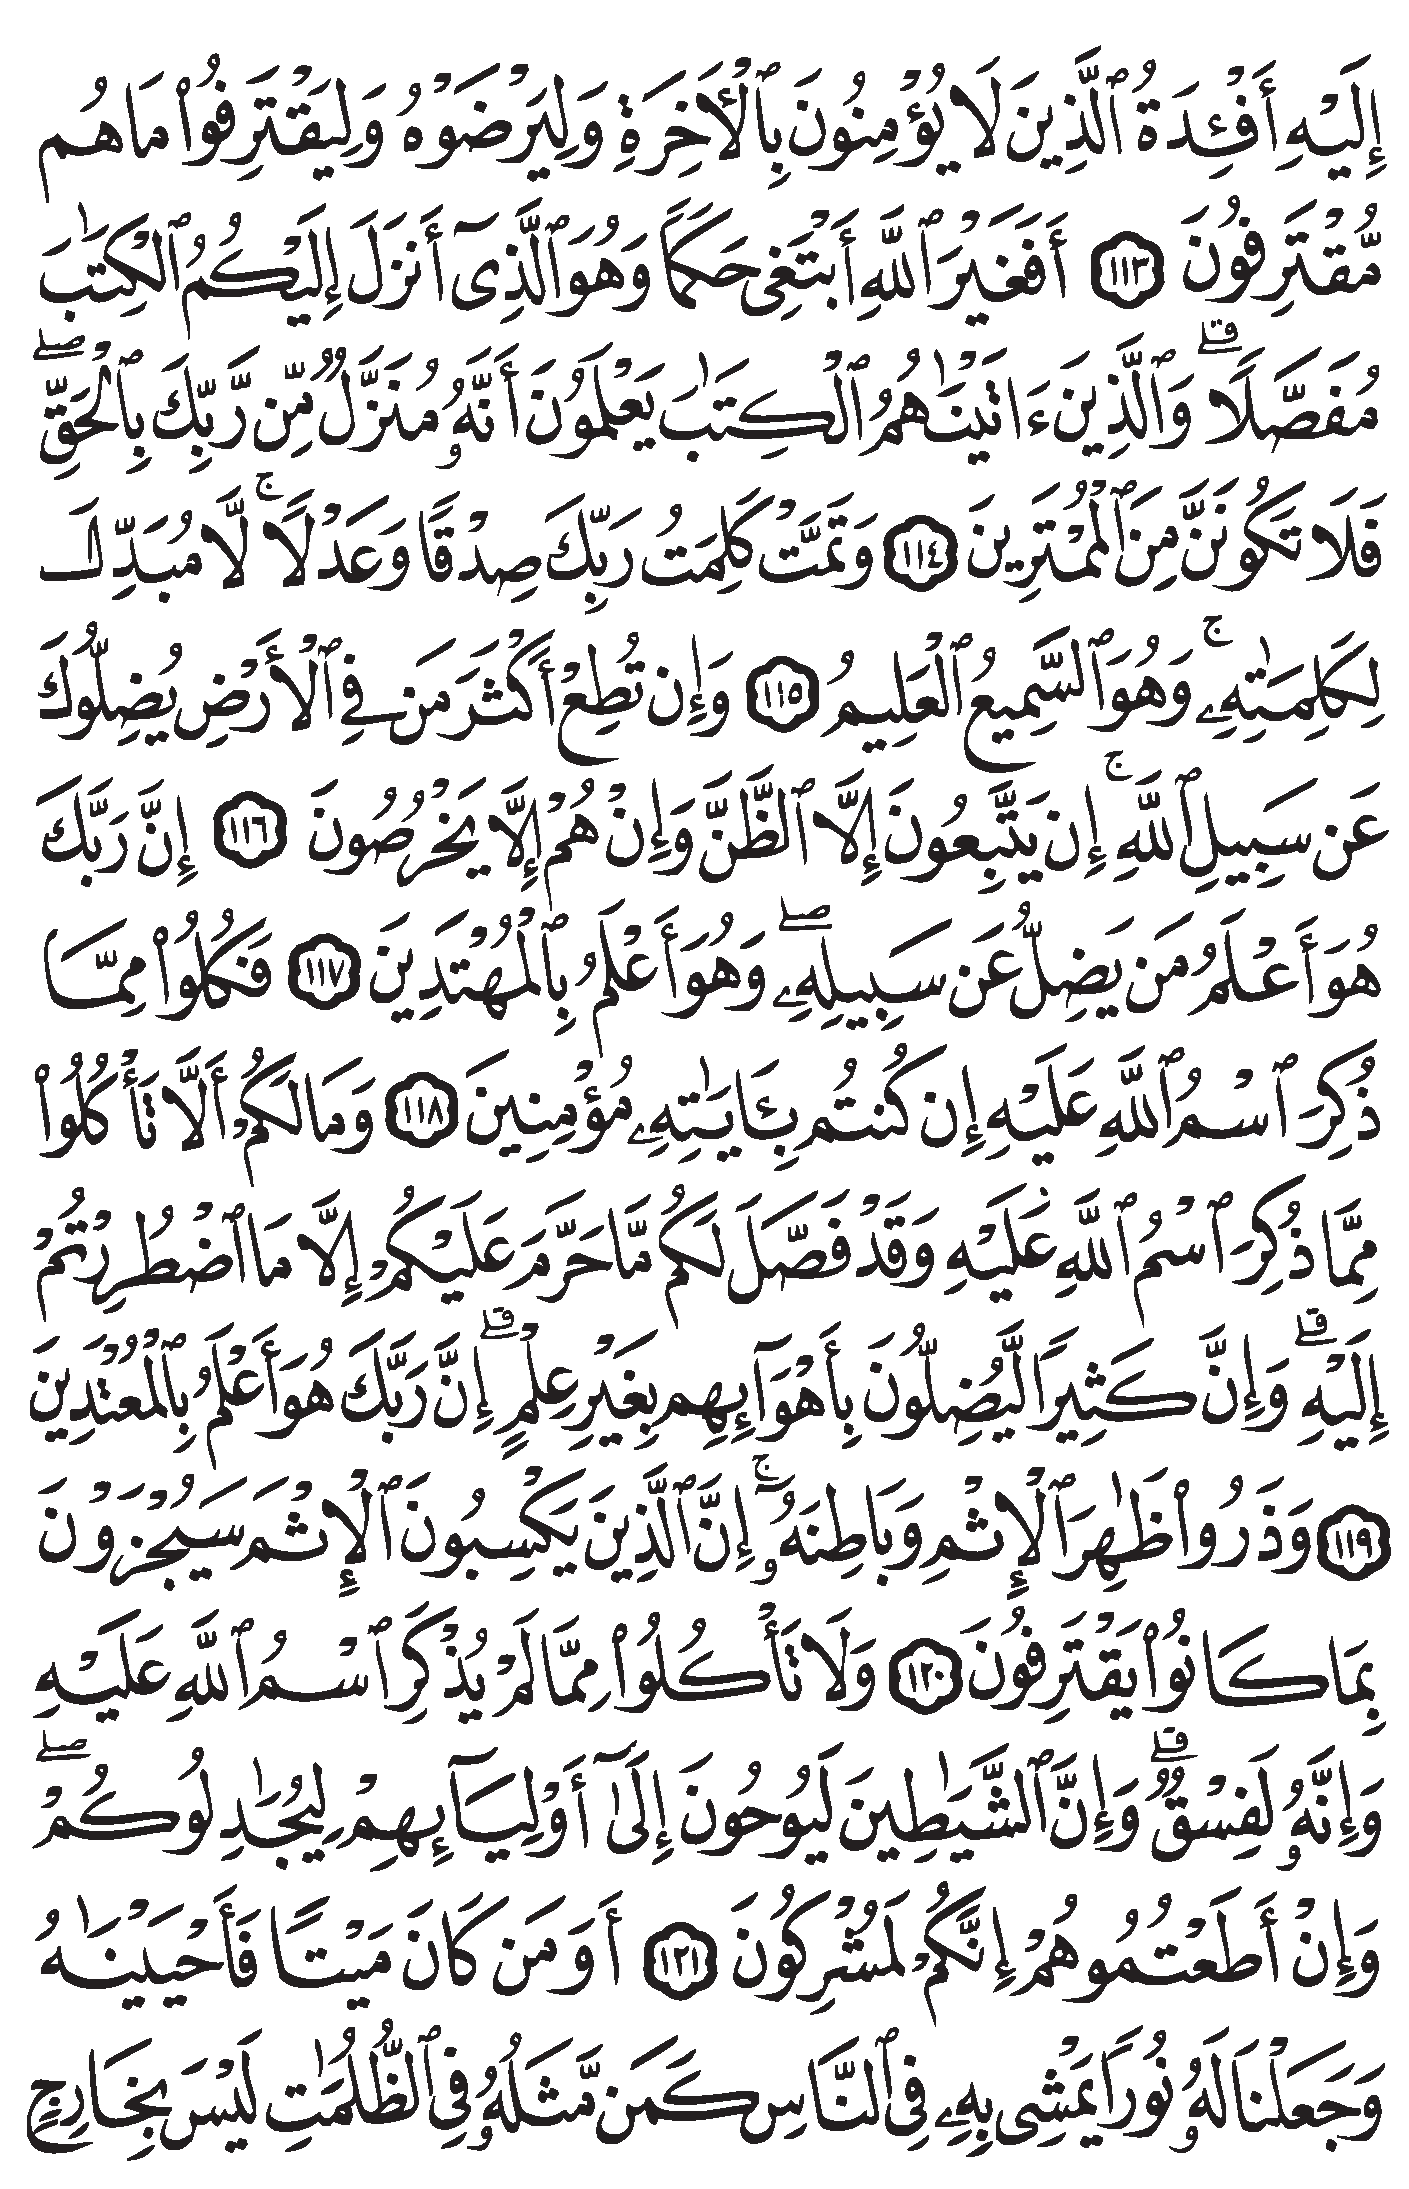 إِلَيْهِ أَفْـِٔدَةُ ٱلَّذِينَ لَا يُؤْمِنُونَ بِٱلْأَخِرَةِ وَلِيَرْضَوْهُ وَلِيَقْتَرِفُوا۟ مَا هُم
مُّقْتَرِفُونَ ١١٣ أَفَغَيْرَ ٱللَّهِ أَبْتَغِى حَكَمًا وَهُوَ ٱلَّذِىٓ أَنزَلَ إِلَيْكُمُ ٱلْكِتَٰبَ
مُفَصَّلًا ۗ وَٱلَّذِينَ ءَاتَيْنَٰهُمُ ٱلْكِتَٰبَ يَعْلَمُونَ أَنَّهُۥ مُنَزَّلٌ مِّن رَّبِّكَ بِٱلْحَقِّ ۖ
فَلَا تَكُونَنَّ مِنَ ٱلْمُمْتَرِينَ ١١٤ وَتَمَّتْ كَلِمَتُ رَبِّكَ صِدْقًا وَعَدْلًا ۚ لَّا مُبَدِّلَ
لِكَلِمَٰتِهِۦ ۚ وَهُوَ ٱلسَّمِيعُ ٱلْعَلِيمُ ١١٥ وَإِن تُطِعْ أَكْثَرَ مَن فِى ٱلْأَرْضِ يُضِلُّوكَ
عَن سَبِيلِ ٱللَّهِ ۚ إِن يَتَّبِعُونَ إِلَّا ٱلظَّنَّ وَإِنْ هُمْ إِلَّا يَخْرُصُونَ ١١٦ إِنَّ رَبَّكَ
هُوَ أَعْلَمُ مَن يَضِلُّ عَن سَبِيلِهِۦ ۖ وَهُوَ أَعْلَمُ بِٱلْمُهْتَدِينَ ١١٧ فَكُلُوا۟ مِمَّا
ذُكِرَ ٱسْمُ ٱللَّهِ عَلَيْهِ إِن كُنتُم بِـَٔايَٰتِهِۦ مُؤْمِنِينَ ١١٨ وَمَا لَكُمْ أَلَّا تَأْكُلُوا۟
مِمَّا ذُكِرَ ٱسْمُ ٱللَّهِ عَلَيْهِ وَقَدْ فَصَّلَ لَكُم مَّا حَرَّمَ عَلَيْكُمْ إِلَّا مَا ٱضْطُرِرْتُمْ
إِلَيْهِ ۗ وَإِنَّ كَثِيرًا لَّيُضِلُّونَ بِأَهْوَآئِهِم بِغَيْرِ عِلْمٍ ۗ إِنَّ رَبَّكَ هُوَ أَعْلَمُ بِٱلْمُعْتَدِينَ
١١٩ وَذَرُوا۟ ظَٰهِرَ ٱلْإِثْمِ وَبَاطِنَهُۥٓ ۚ إِنَّ ٱلَّذِينَ يَكْسِبُونَ ٱلْإِثْمَ سَيُجْزَوْنَ
بِمَا كَانُوا۟ يَقْتَرِفُونَ ١٢٠ وَلَا تَأْكُلُوا۟ مِمَّا لَمْ يُذْكَرِ ٱسْمُ ٱللَّهِ عَلَيْهِ
وَإِنَّهُۥ لَفِسْقٌ ۗ وَإِنَّ ٱلشَّيَٰطِينَ لَيُوحُونَ إِلَىٰٓ أَوْلِيَآئِهِمْ لِيُجَٰدِلُوكُمْ ۖ
وَإِنْ أَطَعْتُمُوهُمْ إِنَّكُمْ لَمُشْرِكُونَ ١٢١ أَوَمَن كَانَ مَيْتًا فَأَحْيَيْنَٰهُ
وَجَعَلْنَا لَهُۥ نُورًا يَمْشِى بِهِۦ فِى ٱلنَّاسِ كَمَن مَّثَلُهُۥ فِى ٱلظُّلُمَٰتِ لَيْسَ بِخَارِجٍ